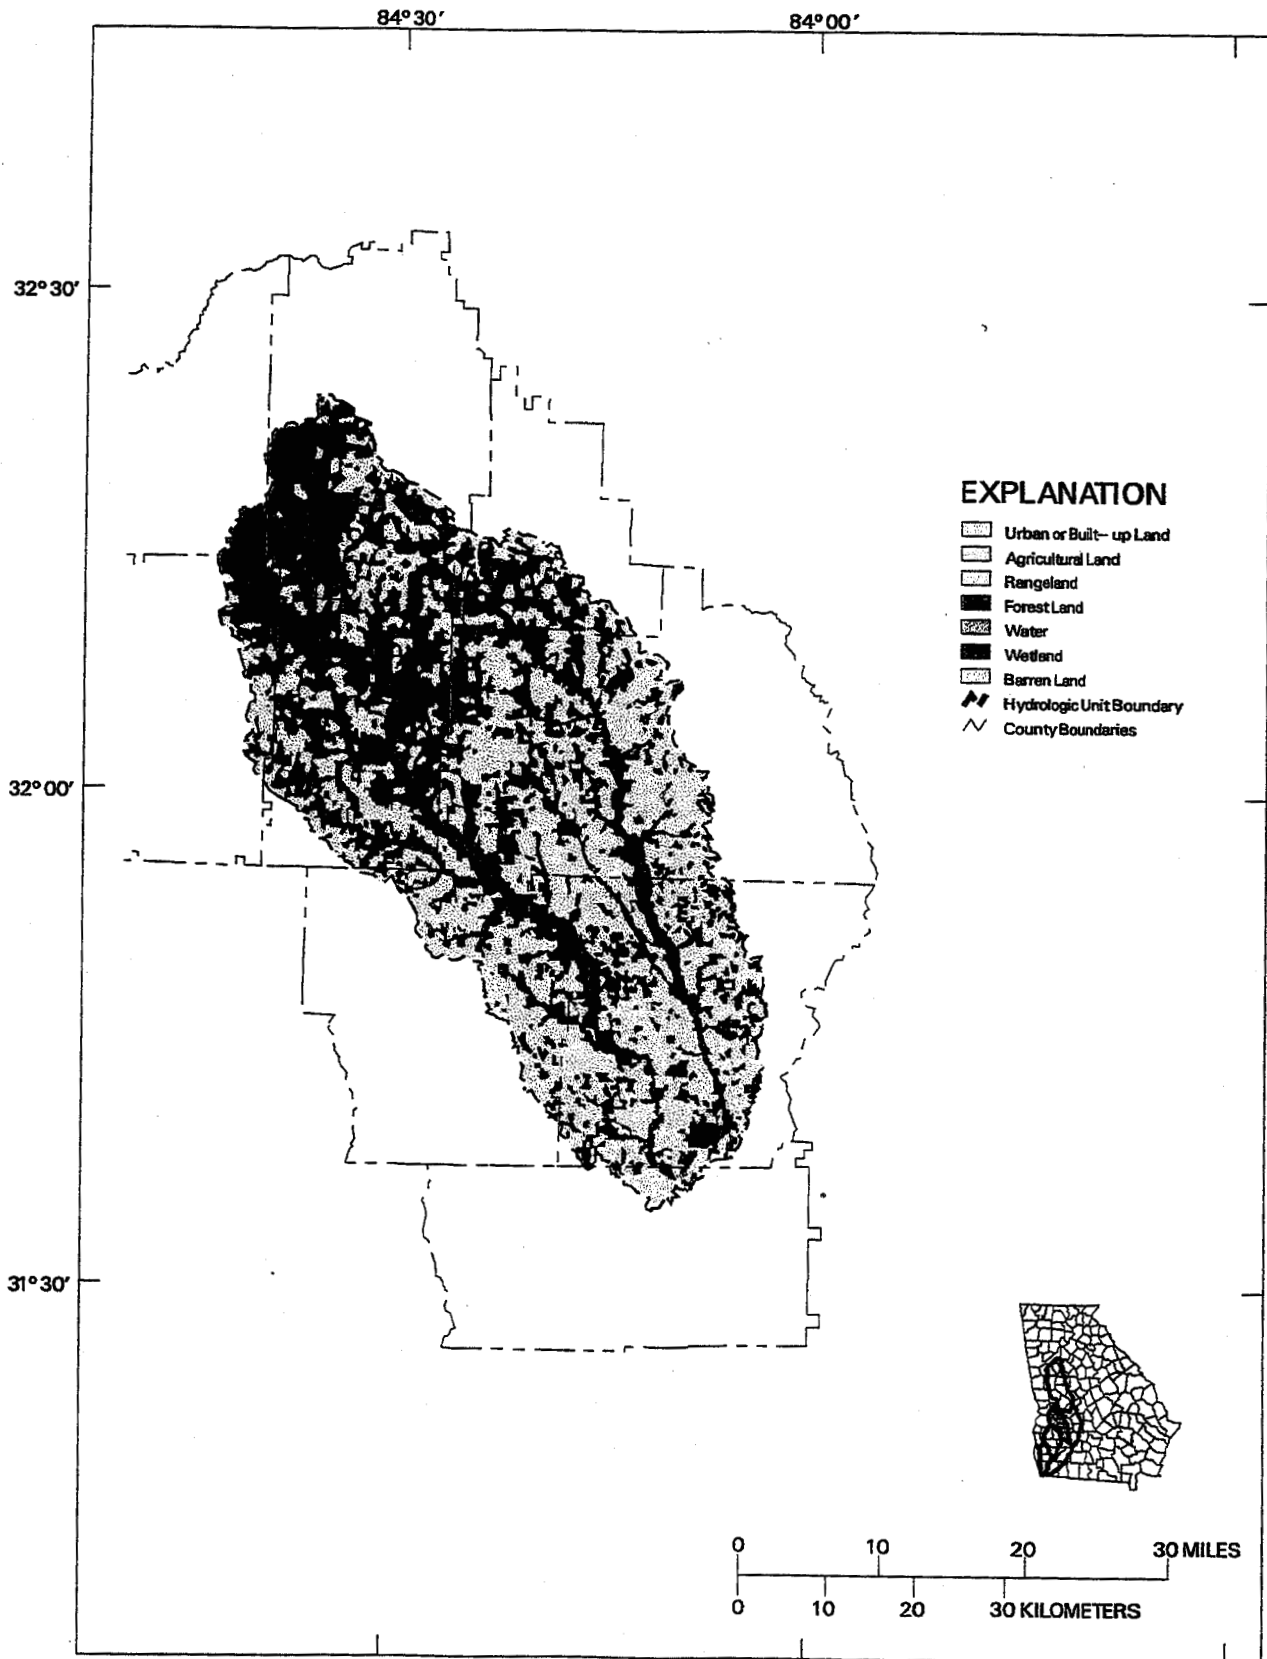 84°30′ 84°00′
32°30′
EXPLANATION
Urban or Built-up Land
Agricultural Land
Rangeland
Forest Land
Water
Wetland
Barren Land
Hydrologic Unit Boundary
County Boundaries
32°00′
31°30′
0 10 20 30 MILES
0 10 20 30 KILOMETERS